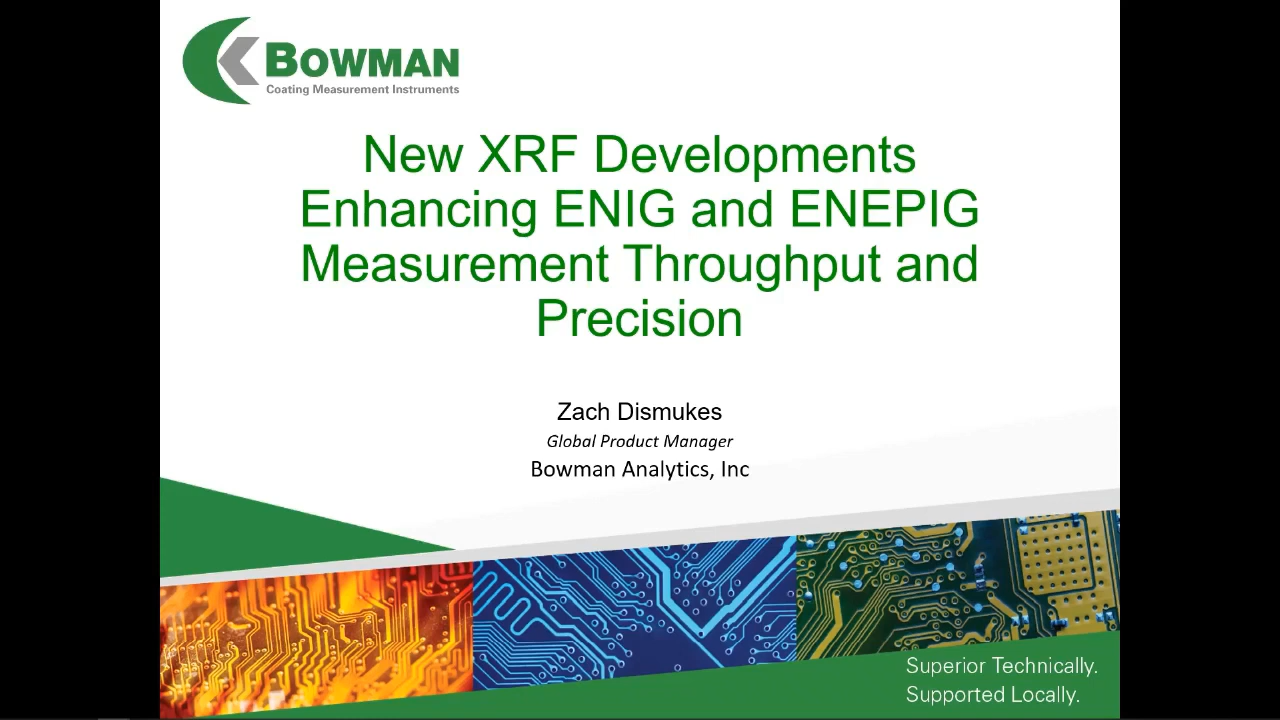 BOWMAN
Coating Measurement Instruments
New XRF Developments
Enhancing ENIG and ENEPIG
Measurement Throughput and
Precision
Zach Dismukes
Global Product Manager
Bowman Analytics, Inc
Superior Technically.
Supported Locally.